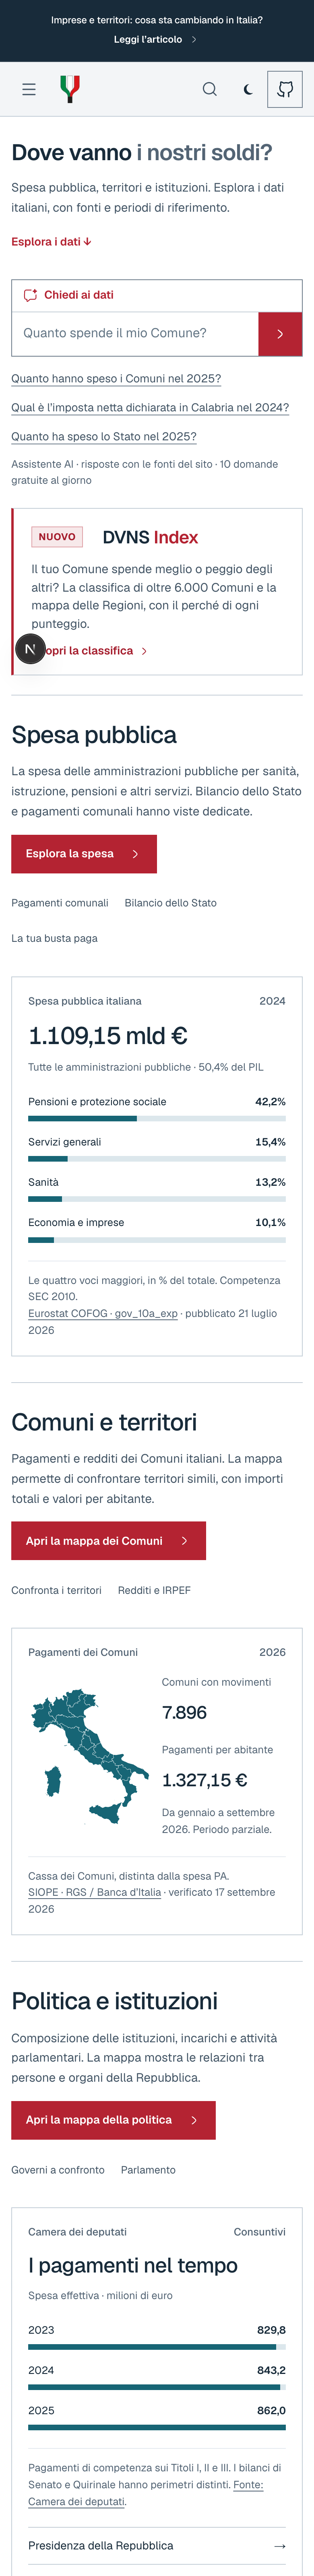 Imprese e territori: cosa sta cambiando in Italia?
Leggi l'articolo
Dove vanno i nostri soldi?
Spesa pubblica, territori e istituzioni. Esplora i dati
italiani, con fonti e periodi di riferimento.
Esplora i dati ↓
Chiedi ai dati
Quanto spende il mio Comune?
Quanto hanno speso i Comuni nel 2025?
Qual è l'imposta netta dichiarata in Calabria nel 2024?
Quanto ha speso lo Stato nel 2025?
Assistente AI · risposte con le fonti del sito · 10 domande
gratuite al giorno
NUOVO
DVNS Index
Il tuo Comune spende meglio o peggio degli
altri? La classifica di oltre 6.000 Comuni e la
mappa delle Regioni, con il perché di ogni
punteggio.
N
opri la classifica
Spesa pubblica
La spesa delle amministrazioni pubbliche per sanità,
istruzione, pensioni e altri servizi. Bilancio dello Stato
e pagamenti comunali hanno viste dedicate.
Esplora la spesa
Pagamenti comunali Bilancio dello Stato
La tua busta paga
Spesa pubblica italiana 2024
1.109,15 mld €
Tutte le amministrazioni pubbliche · 50,4% del PIL
Pensioni e protezione sociale 42,2%
Servizi generali 15,4%
Sanità 13,2%
Economia e imprese 10,1%
Le quattro voci maggiori, in % del totale. Competenza
SEC 2010.
Eurostat COFOG · gov_10a_exp · pubblicato 21 luglio
2026
Comuni e territori
Pagamenti e redditi dei Comuni italiani. La mappa
permette di confrontare territori simili, con importi
totali e valori per abitante.
Apri la mappa dei Comuni
Confronta i territori Redditi e IRPEF
Pagamenti dei Comuni 2026
Comuni con movimenti
7.896
Pagamenti per abitante
1.327,15 €
Da gennaio a settembre
2026. Periodo parziale.
Cassa dei Comuni, distinta dalla spesa PA.
SIOPE · RGS / Banca d'Italia · verificato 17 settembre
2026
Politica e istituzioni
Composizione delle istituzioni, incarichi e attività
parlamentari. La mappa mostra le relazioni tra
persone e organi della Repubblica.
Apri la mappa della politica
Governi a confronto Parlamento
Camera dei deputati Consuntivi
I pagamenti nel tempo
Spesa effettiva · milioni di euro
2023 829,8
2024 843,2
2025 862,0
Pagamenti di competenza sui Titoli I, II e III. I bilanci di
Senato e Quirinale hanno perimetri distinti. Fonte:
Camera dei deputati.
Presidenza della Repubblica →